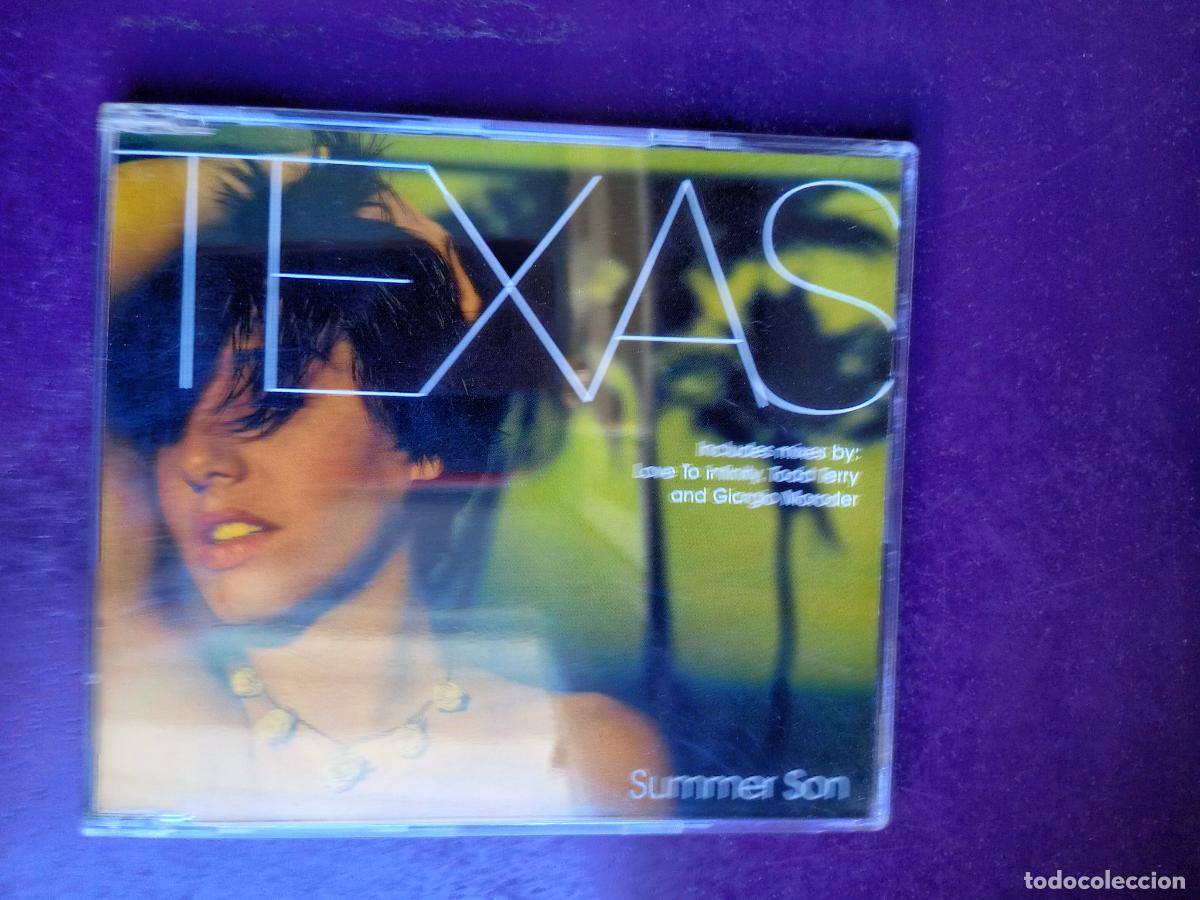 TEXAS
Includes mixes by:
Love To Infinity, Todd Terry
and Giorgio Moroder
Summer Son
todocoleccion